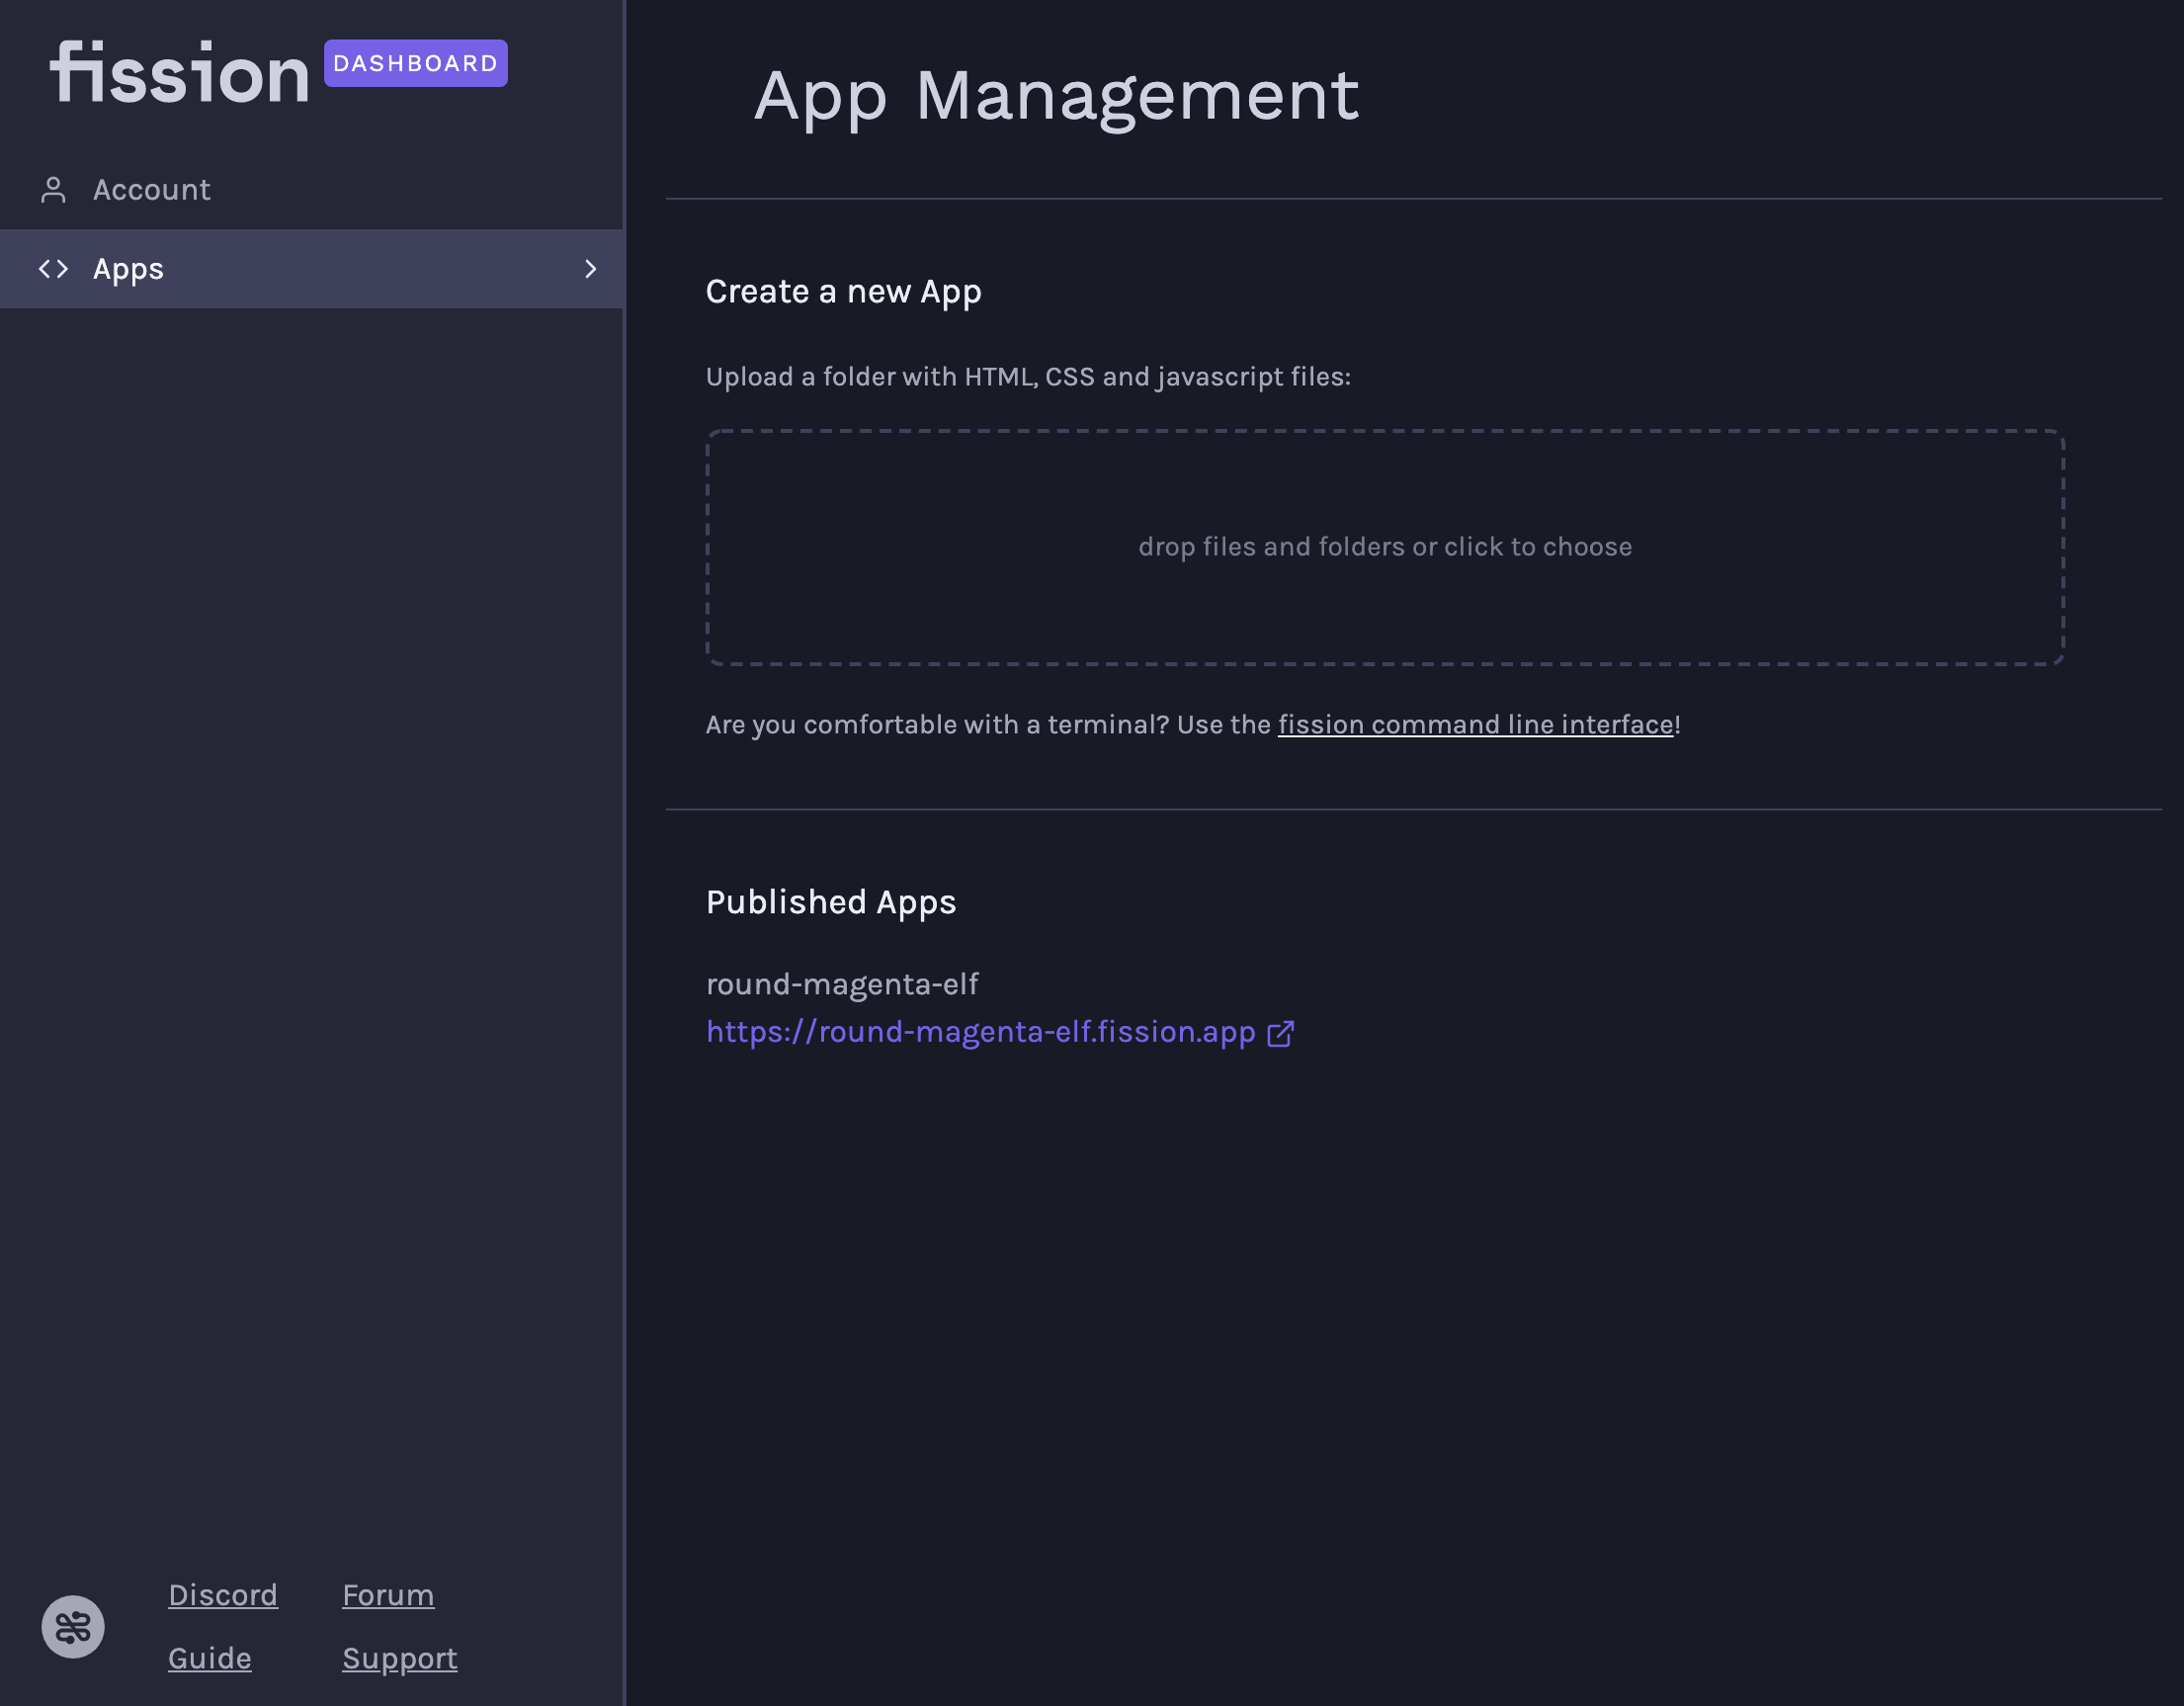 fission DASHBOARD
Account
Apps
Discord Forum
Guide Support
App Management
Create a new App
Upload a folder with HTML, CSS and javascript files:
drop files and folders or click to choose
Are you comfortable with a terminal? Use the fission command line interface!
Published Apps
round-magenta-elf
https://round-magenta-elf.fission.app